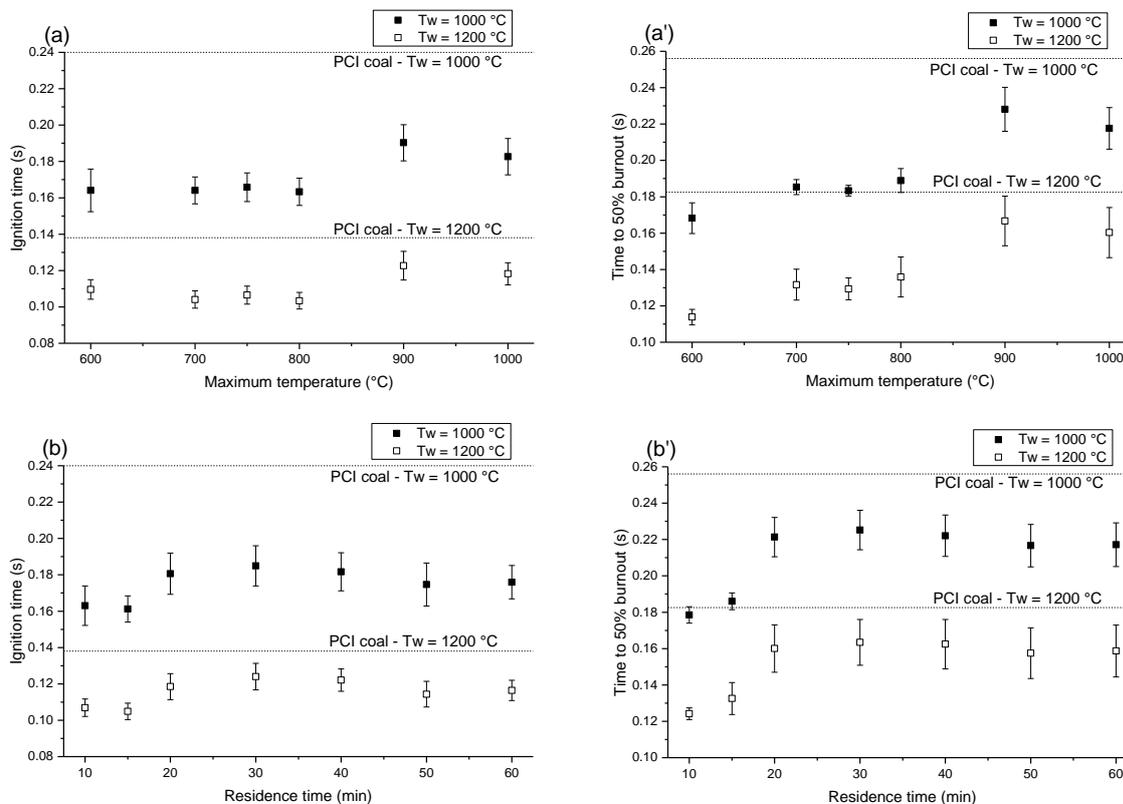 (a)
Tw = 1000 °C
Tw = 1200 °C
0.24
0.20
0.16
0.14
0.12
0.10
0.08
Ignition time (s)
PCI coal - Tw = 1000 °C
PCI coal - Tw = 1200 °C
600
700
800
900
1000
Maximum temperature (°C)
(a')
Tw = 1000 °C
Tw = 1200 °C
0.26
0.24
0.22
0.20
0.18
0.16
0.14
0.12
0.10
Time to 50% burnout (s)
PCI coal - Tw = 1000 °C
PCI coal - Tw = 1200 °C
600
700
800
900
1000
Maximum temperature (°C)
(b)
Tw = 1000 °C
Tw = 1200 °C
0.24
0.20
0.18
0.16
0.14
0.12
0.10
0.08
Ignition time (s)
PCI coal - Tw = 1000 °C
PCI coal - Tw = 1200 °C
10
20
30
40
50
60
Residence time (min)
(b')
Tw = 1000 °C
Tw = 1200 °C
0.26
0.24
0.22
0.20
0.18
0.16
0.14
0.12
0.10
Time to 50% burnout (s)
PCI coal - Tw = 1000 °C
PCI coal - Tw = 1200 °C
10
20
30
40
50
60
Residence time (min)